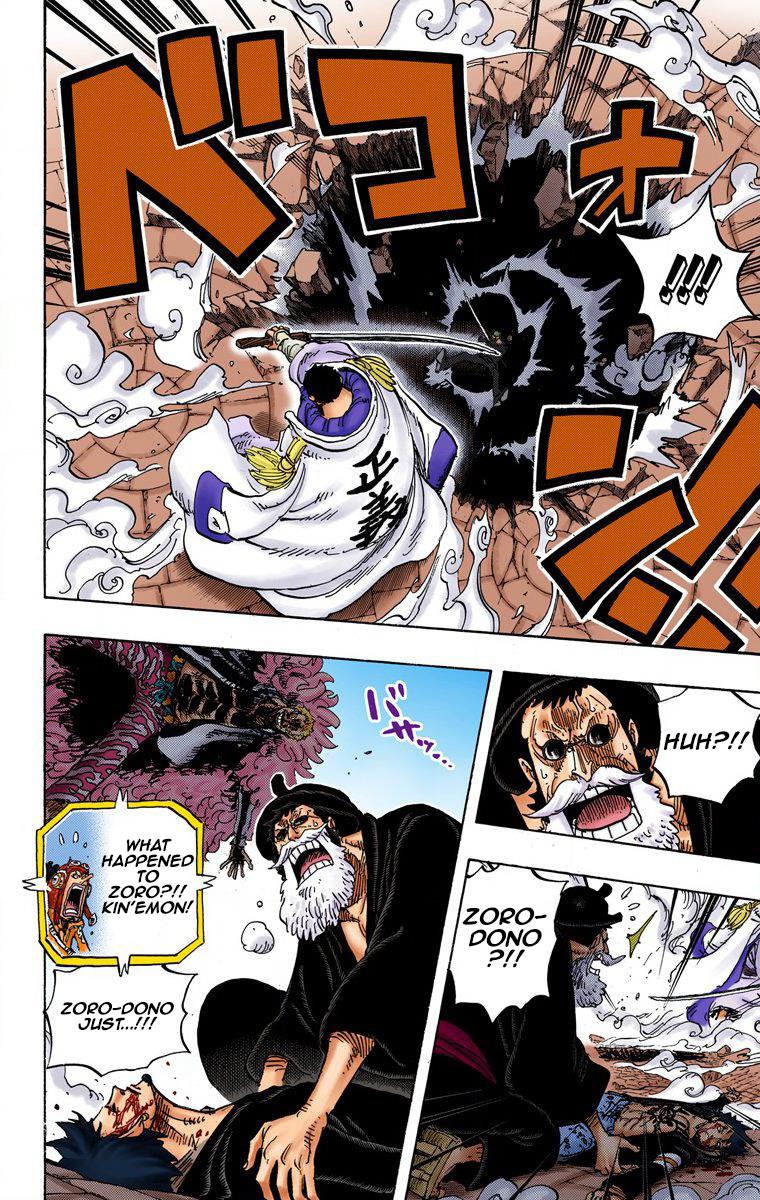 ベコォ
ン!!
!!!
正義
HUH?!!
バサッ…
WHAT
HAPPENED
TO
ZORO?!!
KIN'EMON!
ZORO-DONO
JUST...!!!
ZORO-
DONO
?!!